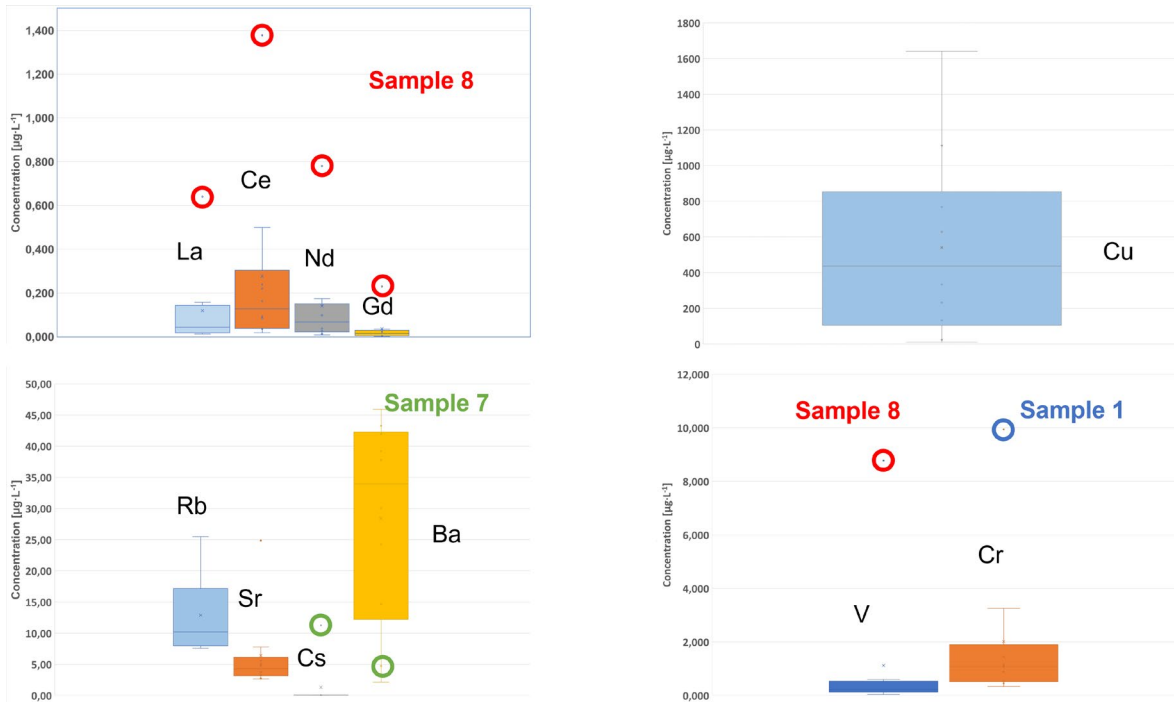 Concentration [µg·L⁻¹]
1,400
1,200
1,000
0,800
0,600
0,400
0,200
0,000
Sample 8
Ce
La
Nd
Gd
Concentration [µg·L⁻¹]
1800
1600
1400
1200
1000
800
600
400
200
0
Cu
Concentration [µg·L⁻¹]
50,00
45,00
40,00
35,00
30,00
25,00
20,00
15,00
10,00
5,00
0,00
Sample 7
Rb
Ba
Sr
Cs
Concentration [µg·L⁻¹]
12,000
10,000
8,000
6,000
4,000
2,000
0,000
Sample 8
Sample 1
Cr
V